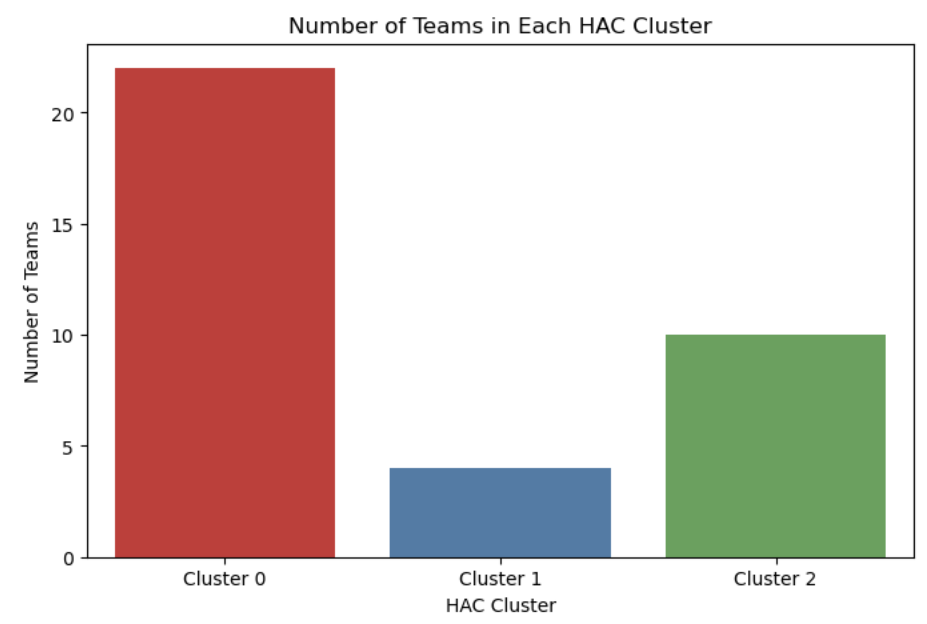 Number of Teams in Each HAC Cluster
Number of Teams
20
15
10
5
0
Cluster 0
Cluster 1
Cluster 2
HAC Cluster